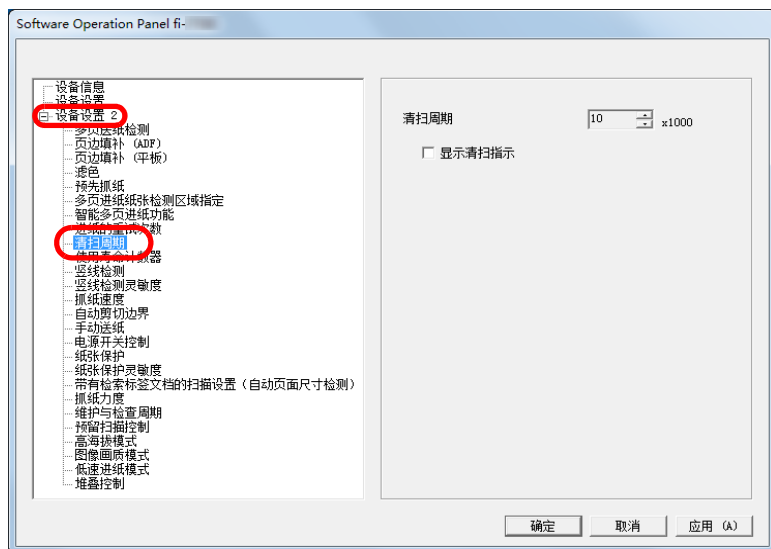 Software Operation Panel fi-
设备信息
设备设置
设备设置 2
多页送纸检测
页边填补 (ADF)
页边填补 (平板)
滤色
预先抓纸
多页进纸纸张检测区域指定
智能多页进纸功能
进纸的重试次数
清扫周期
使用寿命计数器
竖线检测
竖线检测灵敏度
抓纸速度
自动剪切边界
手动送纸
电源开关控制
纸张保护
纸张保护灵敏度
带有检索标签文档的扫描设置 (自动页面尺寸检测)
抓纸力度
维护与检查周期
预留扫描控制
高海拔模式
图像画质模式
低速进纸模式
堆叠控制
清扫周期 10 x1000
显示清扫指示
确定 取消 应用 (A)